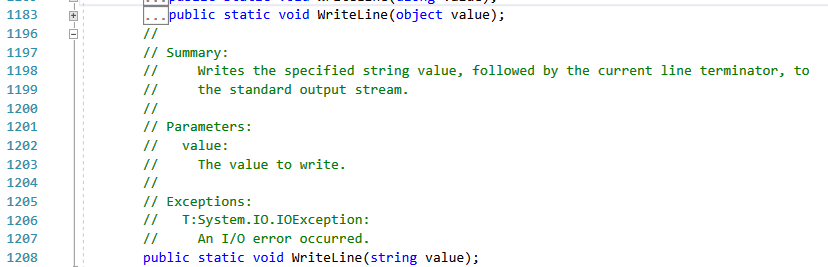 1183 ...public static void WriteLine(object value);
1196 //
1197 // Summary:
1198 //     Writes the specified string value, followed by the current line terminator, to
1199 //     the standard output stream.
1200 //
1201 // Parameters:
1202 //   value:
1203 //     The value to write.
1204 //
1205 // Exceptions:
1206 //   T:System.IO.IOException:
1207 //     An I/O error occurred.
1208 public static void WriteLine(string value);